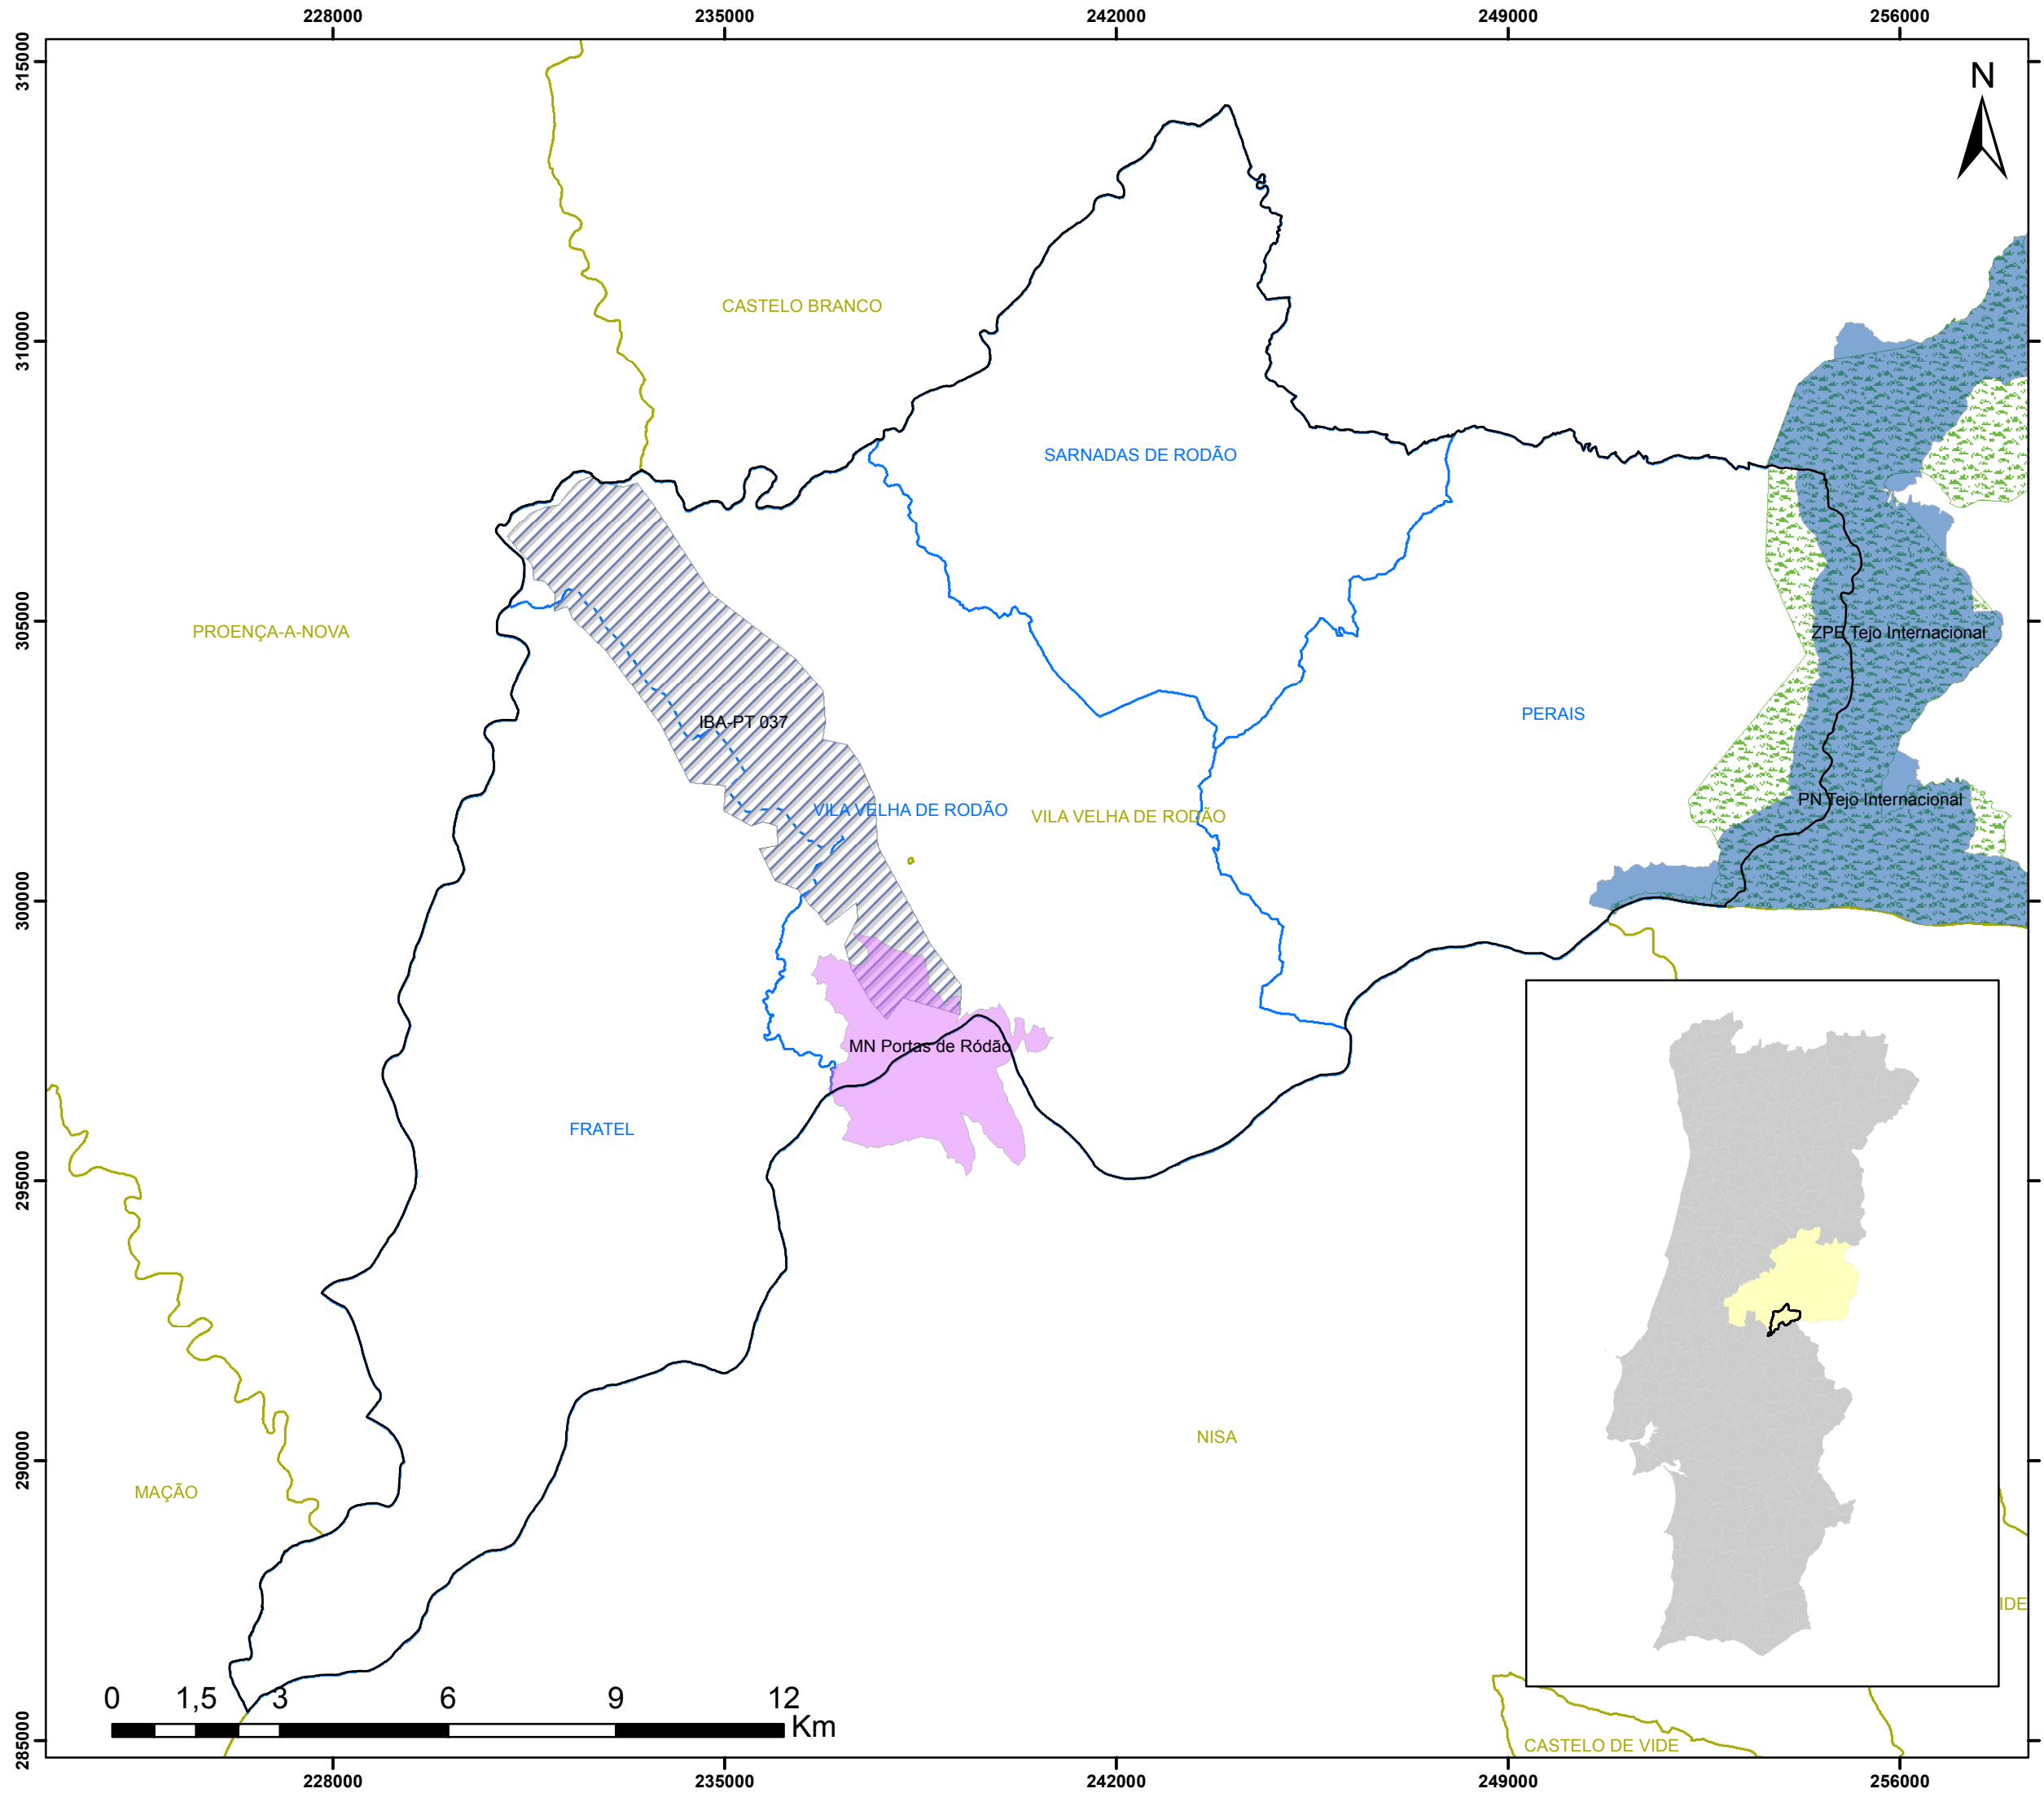 228000 235000 242000 249000 256000
315000
N
CASTELO BRANCO
310000
SARNADAS DE RODÃO
305000
PROENÇA-A-NOVA
ZPE Tejo Internacional
PERAIS
IBA-PT 037
PN Tejo Internacional
VILA VELHA DE RODÃO
VILA VELHA DE RODÃO
300000
MN Portas de Ródão
FRATEL
295000
NISA
290000
MAÇÃO
IDE
0 1,5 3 6 9 12
Km
285000
CASTELO DE VIDE
228000 235000 242000 249000 256000